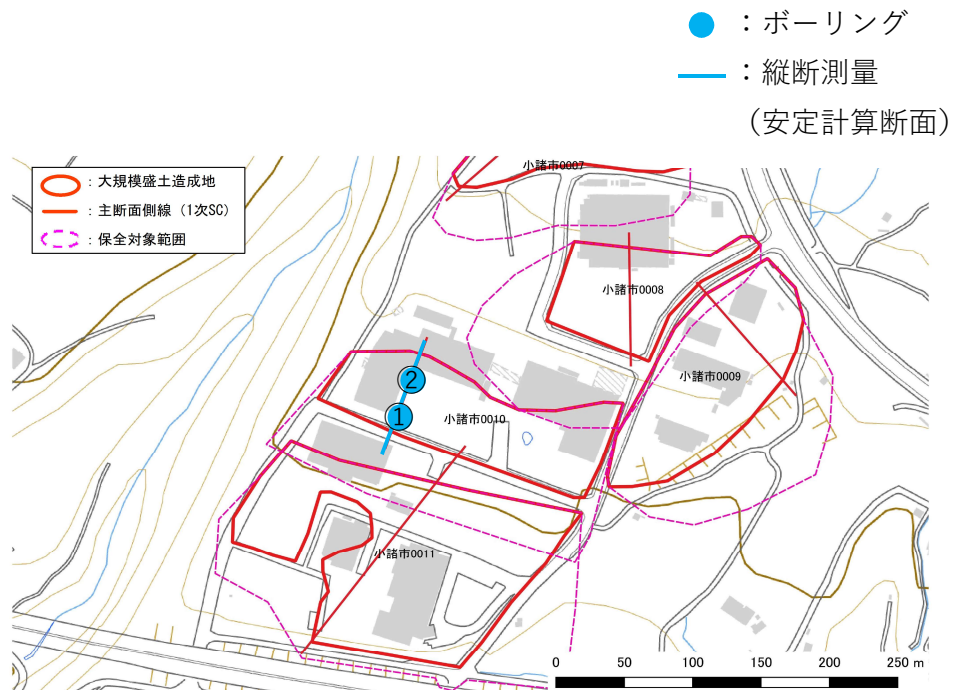 ：ボーリング
：縦断測量
（安定計算断面）
：大規模盛土造成地
：主断面側線（1次SC）
：保全対象範囲
小諸市0007
小諸市0008
小諸市0009
②
①
小諸市0010
小諸市0011
0 50 100 150 200 250 m